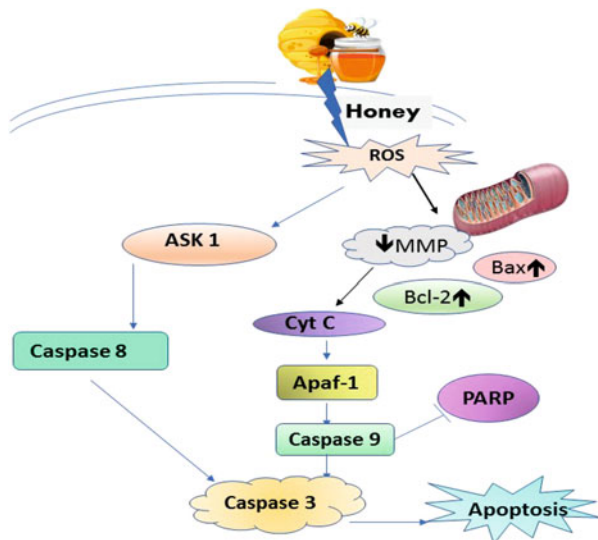 Honey
ROS
ASK 1
↓MMP
Bax↑
Bcl-2↑
Cyt C
Caspase 8
Apaf-1
PARP
Caspase 9
Caspase 3
Apoptosis